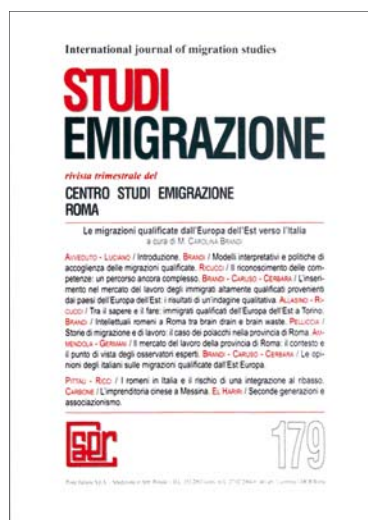 International journal of migration studies
STUDI
EMIGRAZIONE
rivista trimestrale del
CENTRO STUDI EMIGRAZIONE
ROMA
Le migrazioni qualificate dall'Europa dell'Est verso l'Italia
a cura di M. CAROLINA BRANDI
AVVEDUTO - LUCIANO / Introduzione. BRANDI / Modelli interpretativi e politiche di
accoglienza delle migrazioni qualificate. RICUCCI / Il riconoscimento delle com-
petenze: un percorso ancora complesso. BRANDI - CARUSO - CERBARA / L'inseri-
mento nel mercato del lavoro degli immigrati altamente qualificati provenienti
dai paesi dell'Europa dell'Est: i risultati di un'indagine qualitativa. ALLASINO - RI-
CUCCI / Tra il sapere e il fare: immigrati qualificati dell'Europa dell'Est a Torino.
BRANDI / Intellettuali romeni a Roma tra brain drain e brain waste. PELLICCIA /
Storie di migrazione e di lavoro: il caso dei polacchi nella provincia di Roma. AM-
MENDOLA - GERMANI / Il mercato del lavoro della provincia di Roma: il contesto e
il punto di vista degli osservatori esperti. BRANDI - CARUSO - CERBARA / Le opi-
nioni degli italiani sulle migrazioni qualificate dall'Est Europa.
PITTAU - RICCI / I romeni in Italia e il rischio di una integrazione al ribasso.
CARBONE / L'imprenditoria cinese a Messina. EL HARIRI / Seconde generazioni e
associazionismo.
cser
179